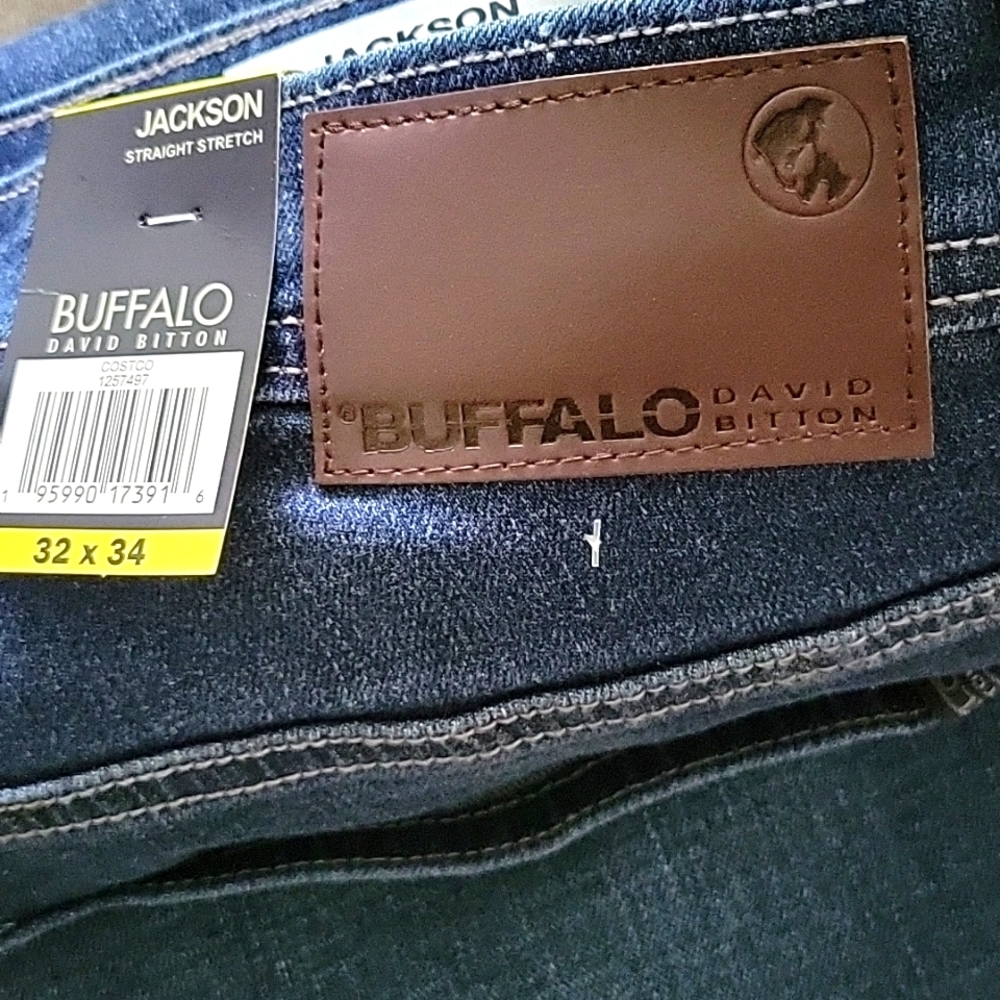 JACKSON
JACKSON
STRAIGHT STRETCH
BUFFALO
DAVID BITTON
COSTCO
1257497
1 95990 17391 6
32 x 34
BUFFALO DAVID
BITTON